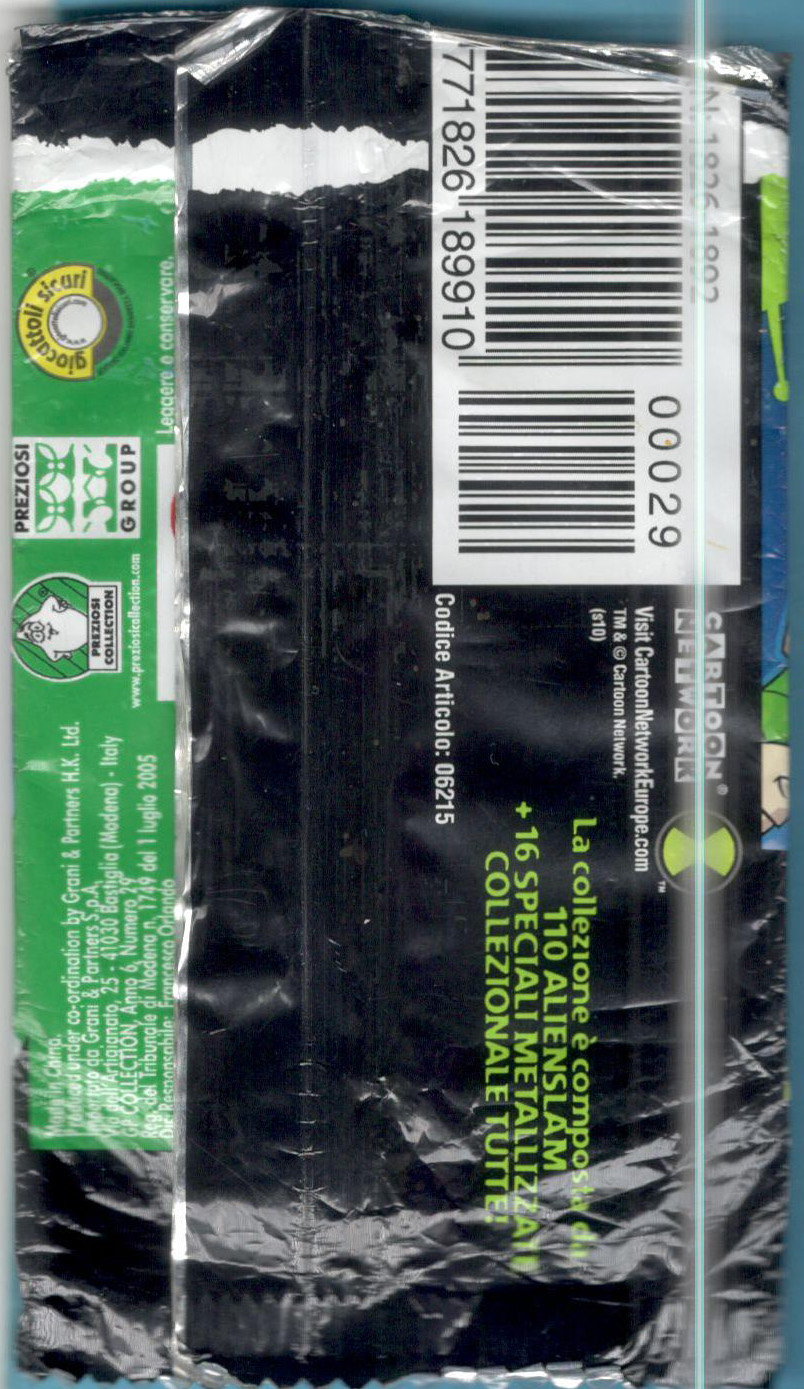 N. 1826-1892
771826 189910
00029
CARTOON
NETWORK®
Visit CartoonNetworkEurope.com
TM & © Cartoon Network.
(s10)
TM
Codice Articolo: 06215
La collezione è composta da
110 ALIENSLAM
+ 16 SPECIALI METALLIZZATE
COLLEZIONALE TUTTE!
giocattoli sicuri
Leggere e conservare.
PREZIOSI
GROUP
PREZIOSI
COLLECTION
www.preziosicollection.com
Made in China.
Produced under co-ordination by Grani & Partners H.K. Ltd.
Importato da Grani & Partners S.p.A.
Via dell'Artigianato, 25 - 41030 Bastiglia (Modena) - Italy
GP COLLECTION, Anno 6, Numero 29
Reg. del Tribunale di Modena n. 1749 del 1 luglio 2005
Dir. Responsabile: Francesco Odando